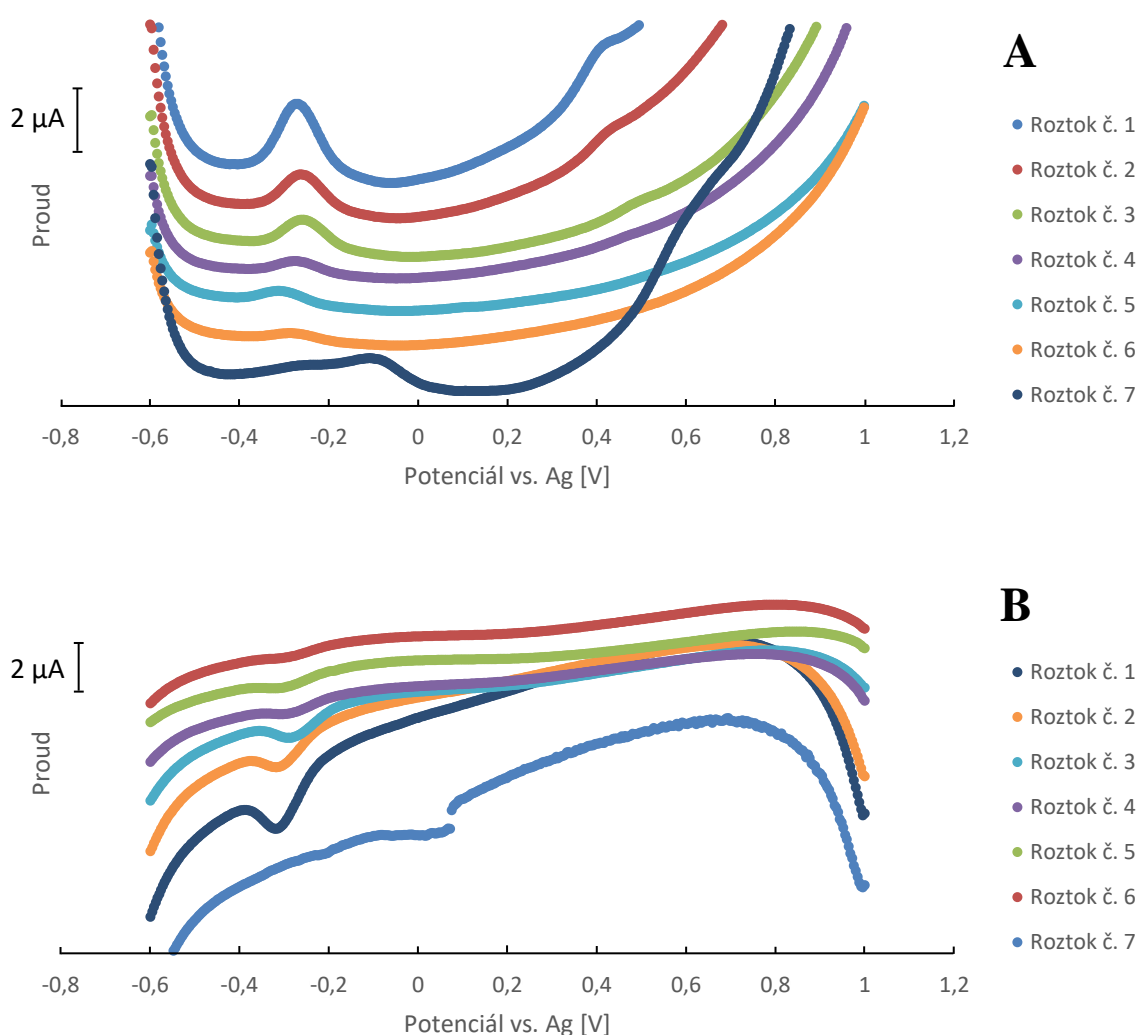 A
2 µA
Proud
Roztok č. 1
Roztok č. 2
Roztok č. 3
Roztok č. 4
Roztok č. 5
Roztok č. 6
Roztok č. 7
-0,8 -0,6 -0,4 -0,2 0 0,2 0,4 0,6 0,8 1 1,2
Potenciál vs. Ag [V]
B
2 µA
Proud
Roztok č. 1
Roztok č. 2
Roztok č. 3
Roztok č. 4
Roztok č. 5
Roztok č. 6
Roztok č. 7
-0,8 -0,6 -0,4 -0,2 0 0,2 0,4 0,6 0,8 1 1,2
Potenciál vs. Ag [V]